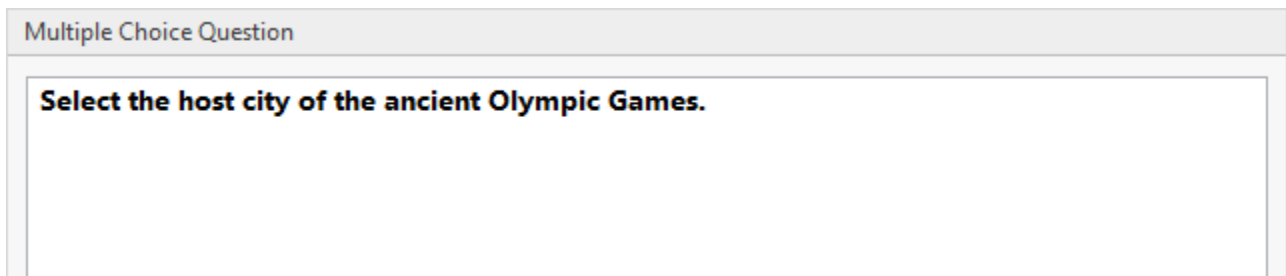 Multiple Choice Question
Select the host city of the ancient Olympic Games.